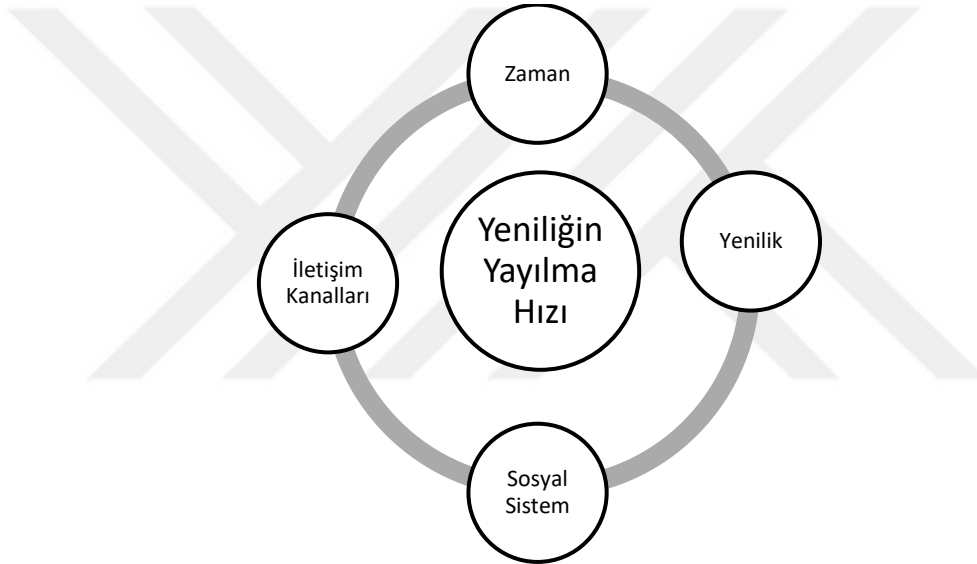 Zaman
Yeniliğin
Yayılma
Hızı
Yenilik
İletişim
Kanalları
Sosyal
Sistem